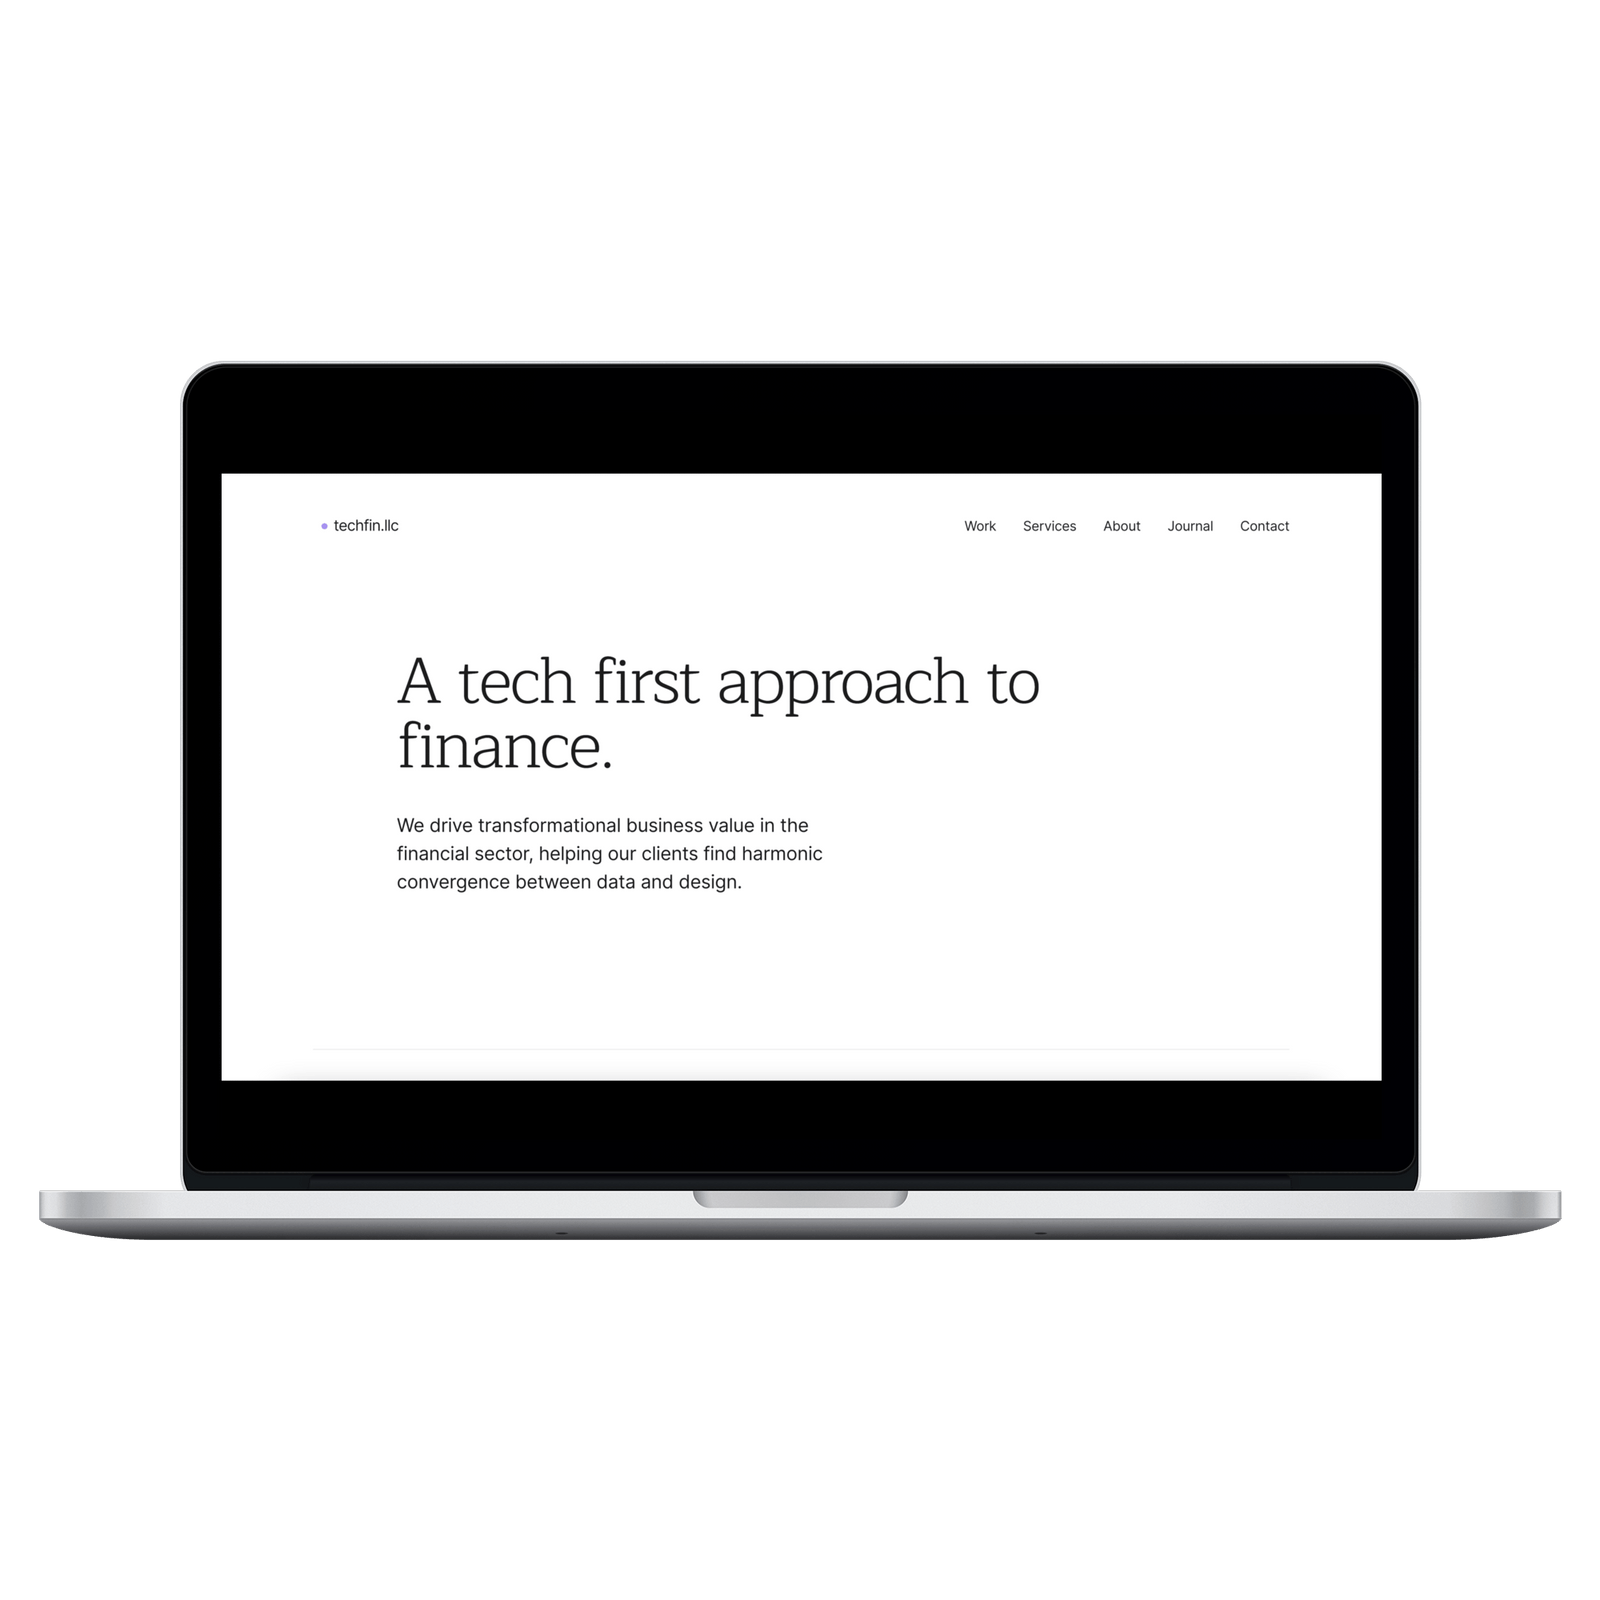 techfin.llc
Work Services About Journal Contact
A tech first approach to
finance.
We drive transformational business value in the
financial sector, helping our clients find harmonic
convergence between data and design.